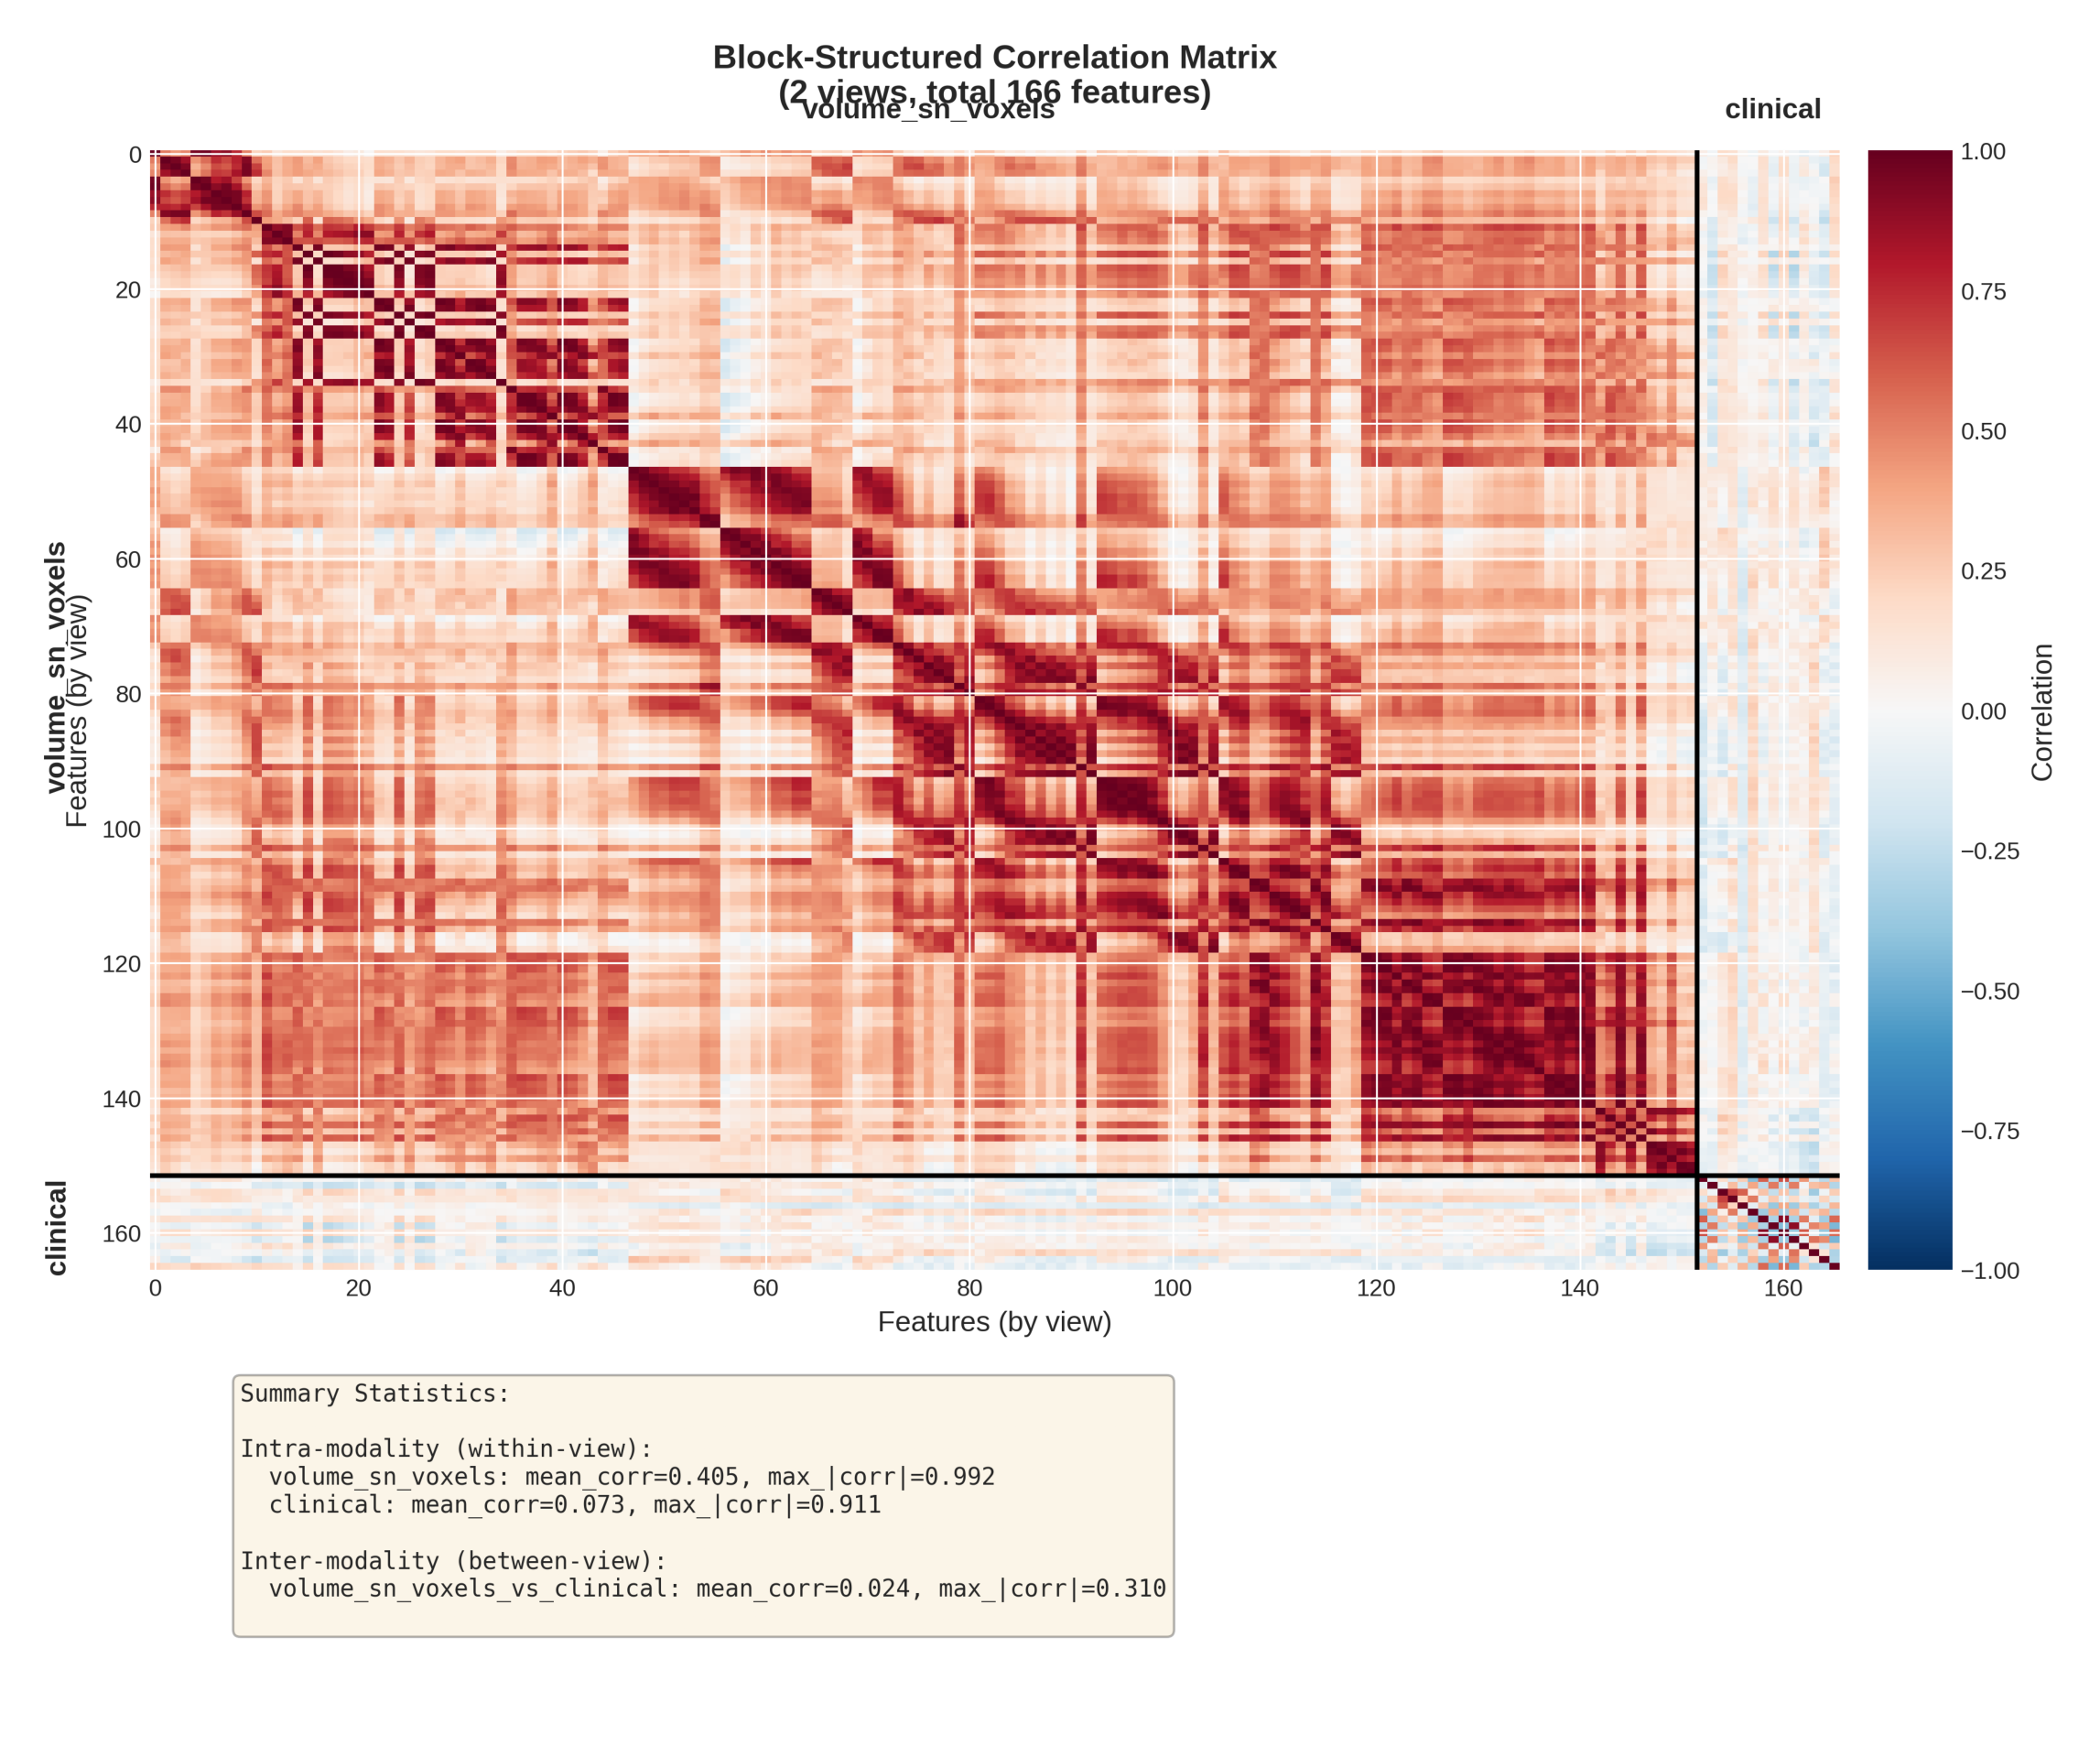 Block-Structured Correlation Matrix
(2 views, total 166 features)
volume_sn_voxels
clinical
0
20
40
60
80
100
120
140
160
volume_sn_voxels
Features (by view)
clinical
0 20 40 60 80 100 120 140 160
Features (by view)
1.00
0.75
0.50
0.25
0.00
−0.25
−0.50
−0.75
−1.00
Correlation
Summary Statistics:
Intra-modality (within-view):
volume_sn_voxels: mean_corr=0.405, max_|corr|=0.992
clinical: mean_corr=0.073, max_|corr|=0.911
Inter-modality (between-view):
volume_sn_voxels_vs_clinical: mean_corr=0.024, max_|corr|=0.310